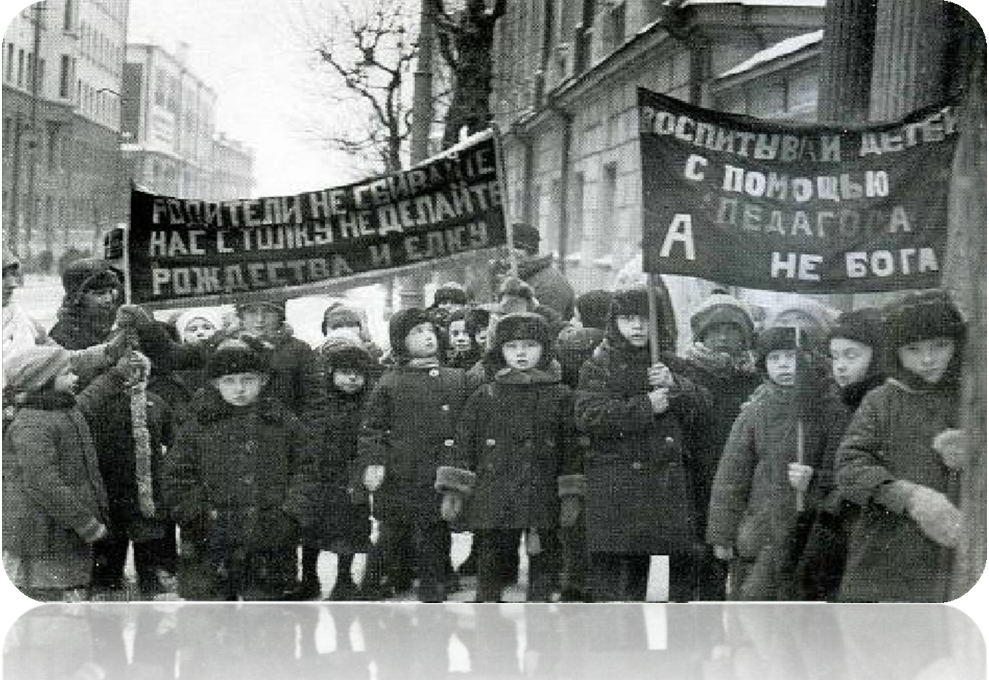 РОДИТЕЛИ НЕ СБИВАЙТЕ
НАС С ТОЛКУ НЕ ДЕЛАЙТЕ
РОЖДЕСТВА И ЕЛКУ
ВОСПИТЫВАЙ ДЕТЕЙ
С ПОМОЩЬЮ
ПЕДАГОГА
А НЕ БОГА